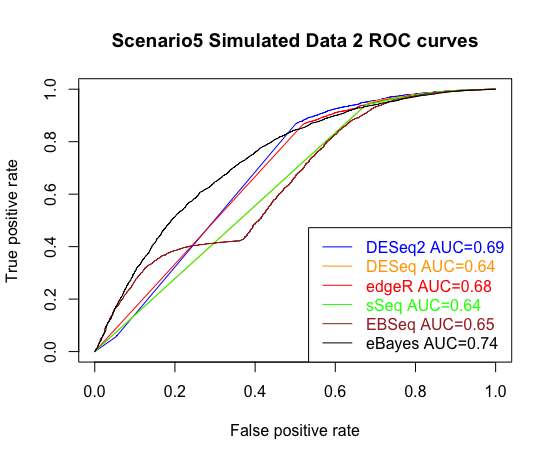 Scenario5 Simulated Data 2 ROC curves
True positive rate
1.0
0.8
0.6
0.4
0.2
0.0
DESeq2 AUC=0.69
DESeq AUC=0.64
edgeR AUC=0.68
sSeq AUC=0.64
EBSeq AUC=0.65
eBayes AUC=0.74
0.0 0.2 0.4 0.6 0.8 1.0
False positive rate